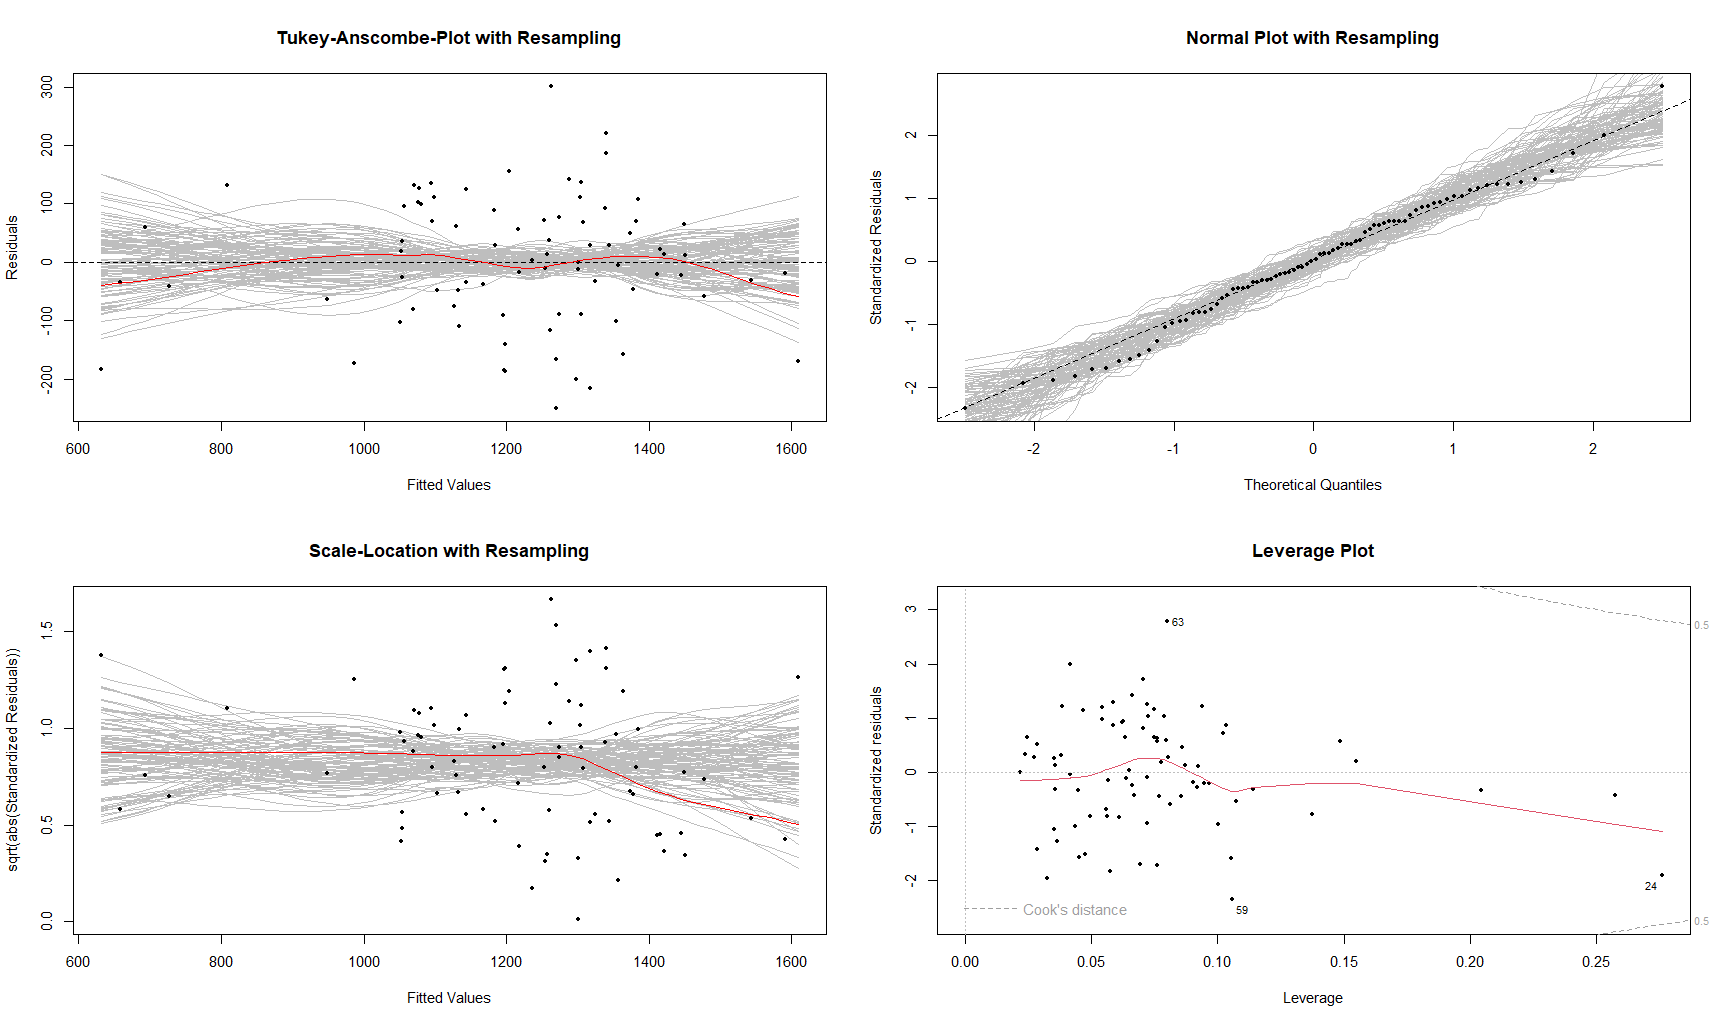 Tukey-Anscombe-Plot with Resampling
Residuals
300
200
100
0
-100
-200
600 800 1000 1200 1400 1600
Fitted Values
Normal Plot with Resampling
Standardized Residuals
2
1
0
-1
-2
-2 -1 0 1 2
Theoretical Quantiles
Scale-Location with Resampling
sqrt(abs(Standardized Residuals))
1.5
1.0
0.5
0.0
600 800 1000 1200 1400 1600
Fitted Values
Leverage Plot
Standardized residuals
3
2
1
0
-1
-2
63
0.5
24
59
Cook's distance
0.5
0.00 0.05 0.10 0.15 0.20 0.25
Leverage